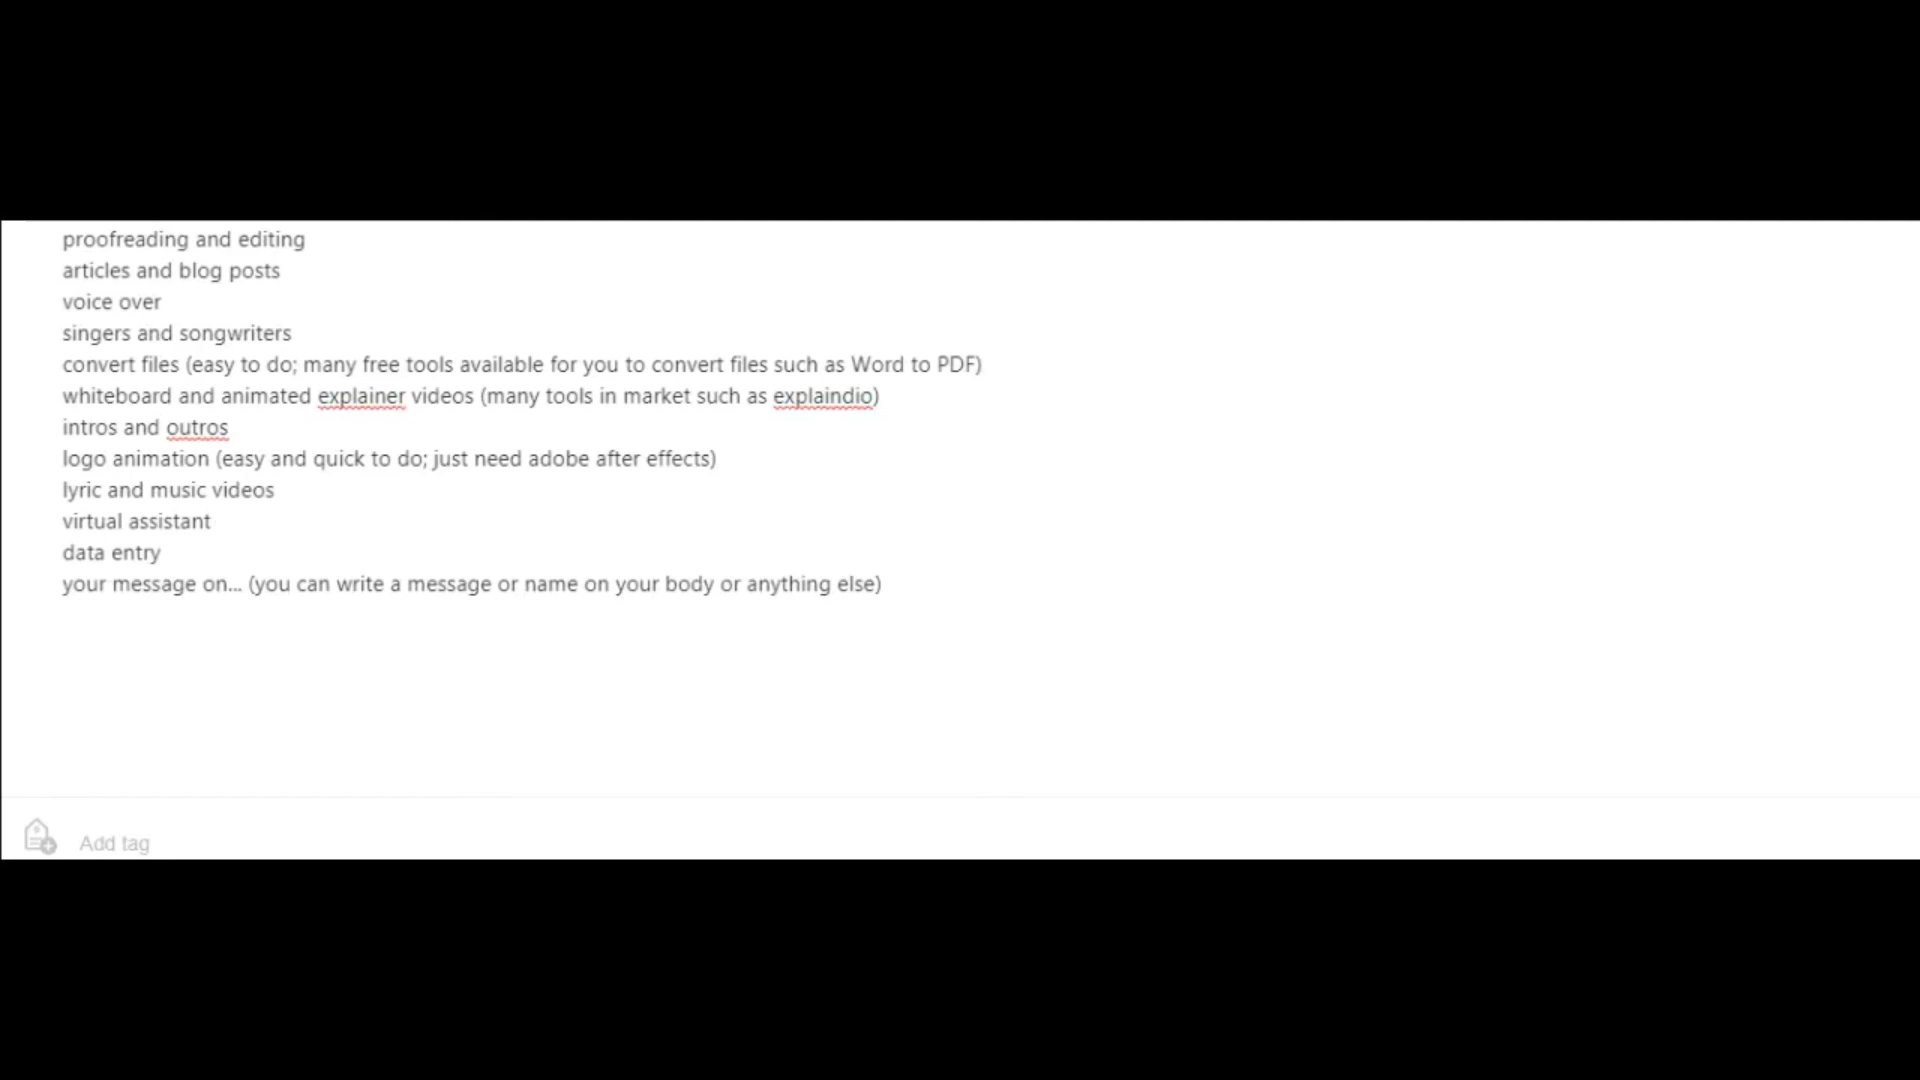 proofreading and editing
articles and blog posts
voice over
singers and songwriters
convert files (easy to do; many free tools available for you to convert files such as Word to PDF)
whiteboard and animated explainer videos (many tools in market such as explaindio)
intros and outros
logo animation (easy and quick to do; just need adobe after effects)
lyric and music videos
virtual assistant
data entry
your message on... (you can write a message or name on your body or anything else)
Add tag